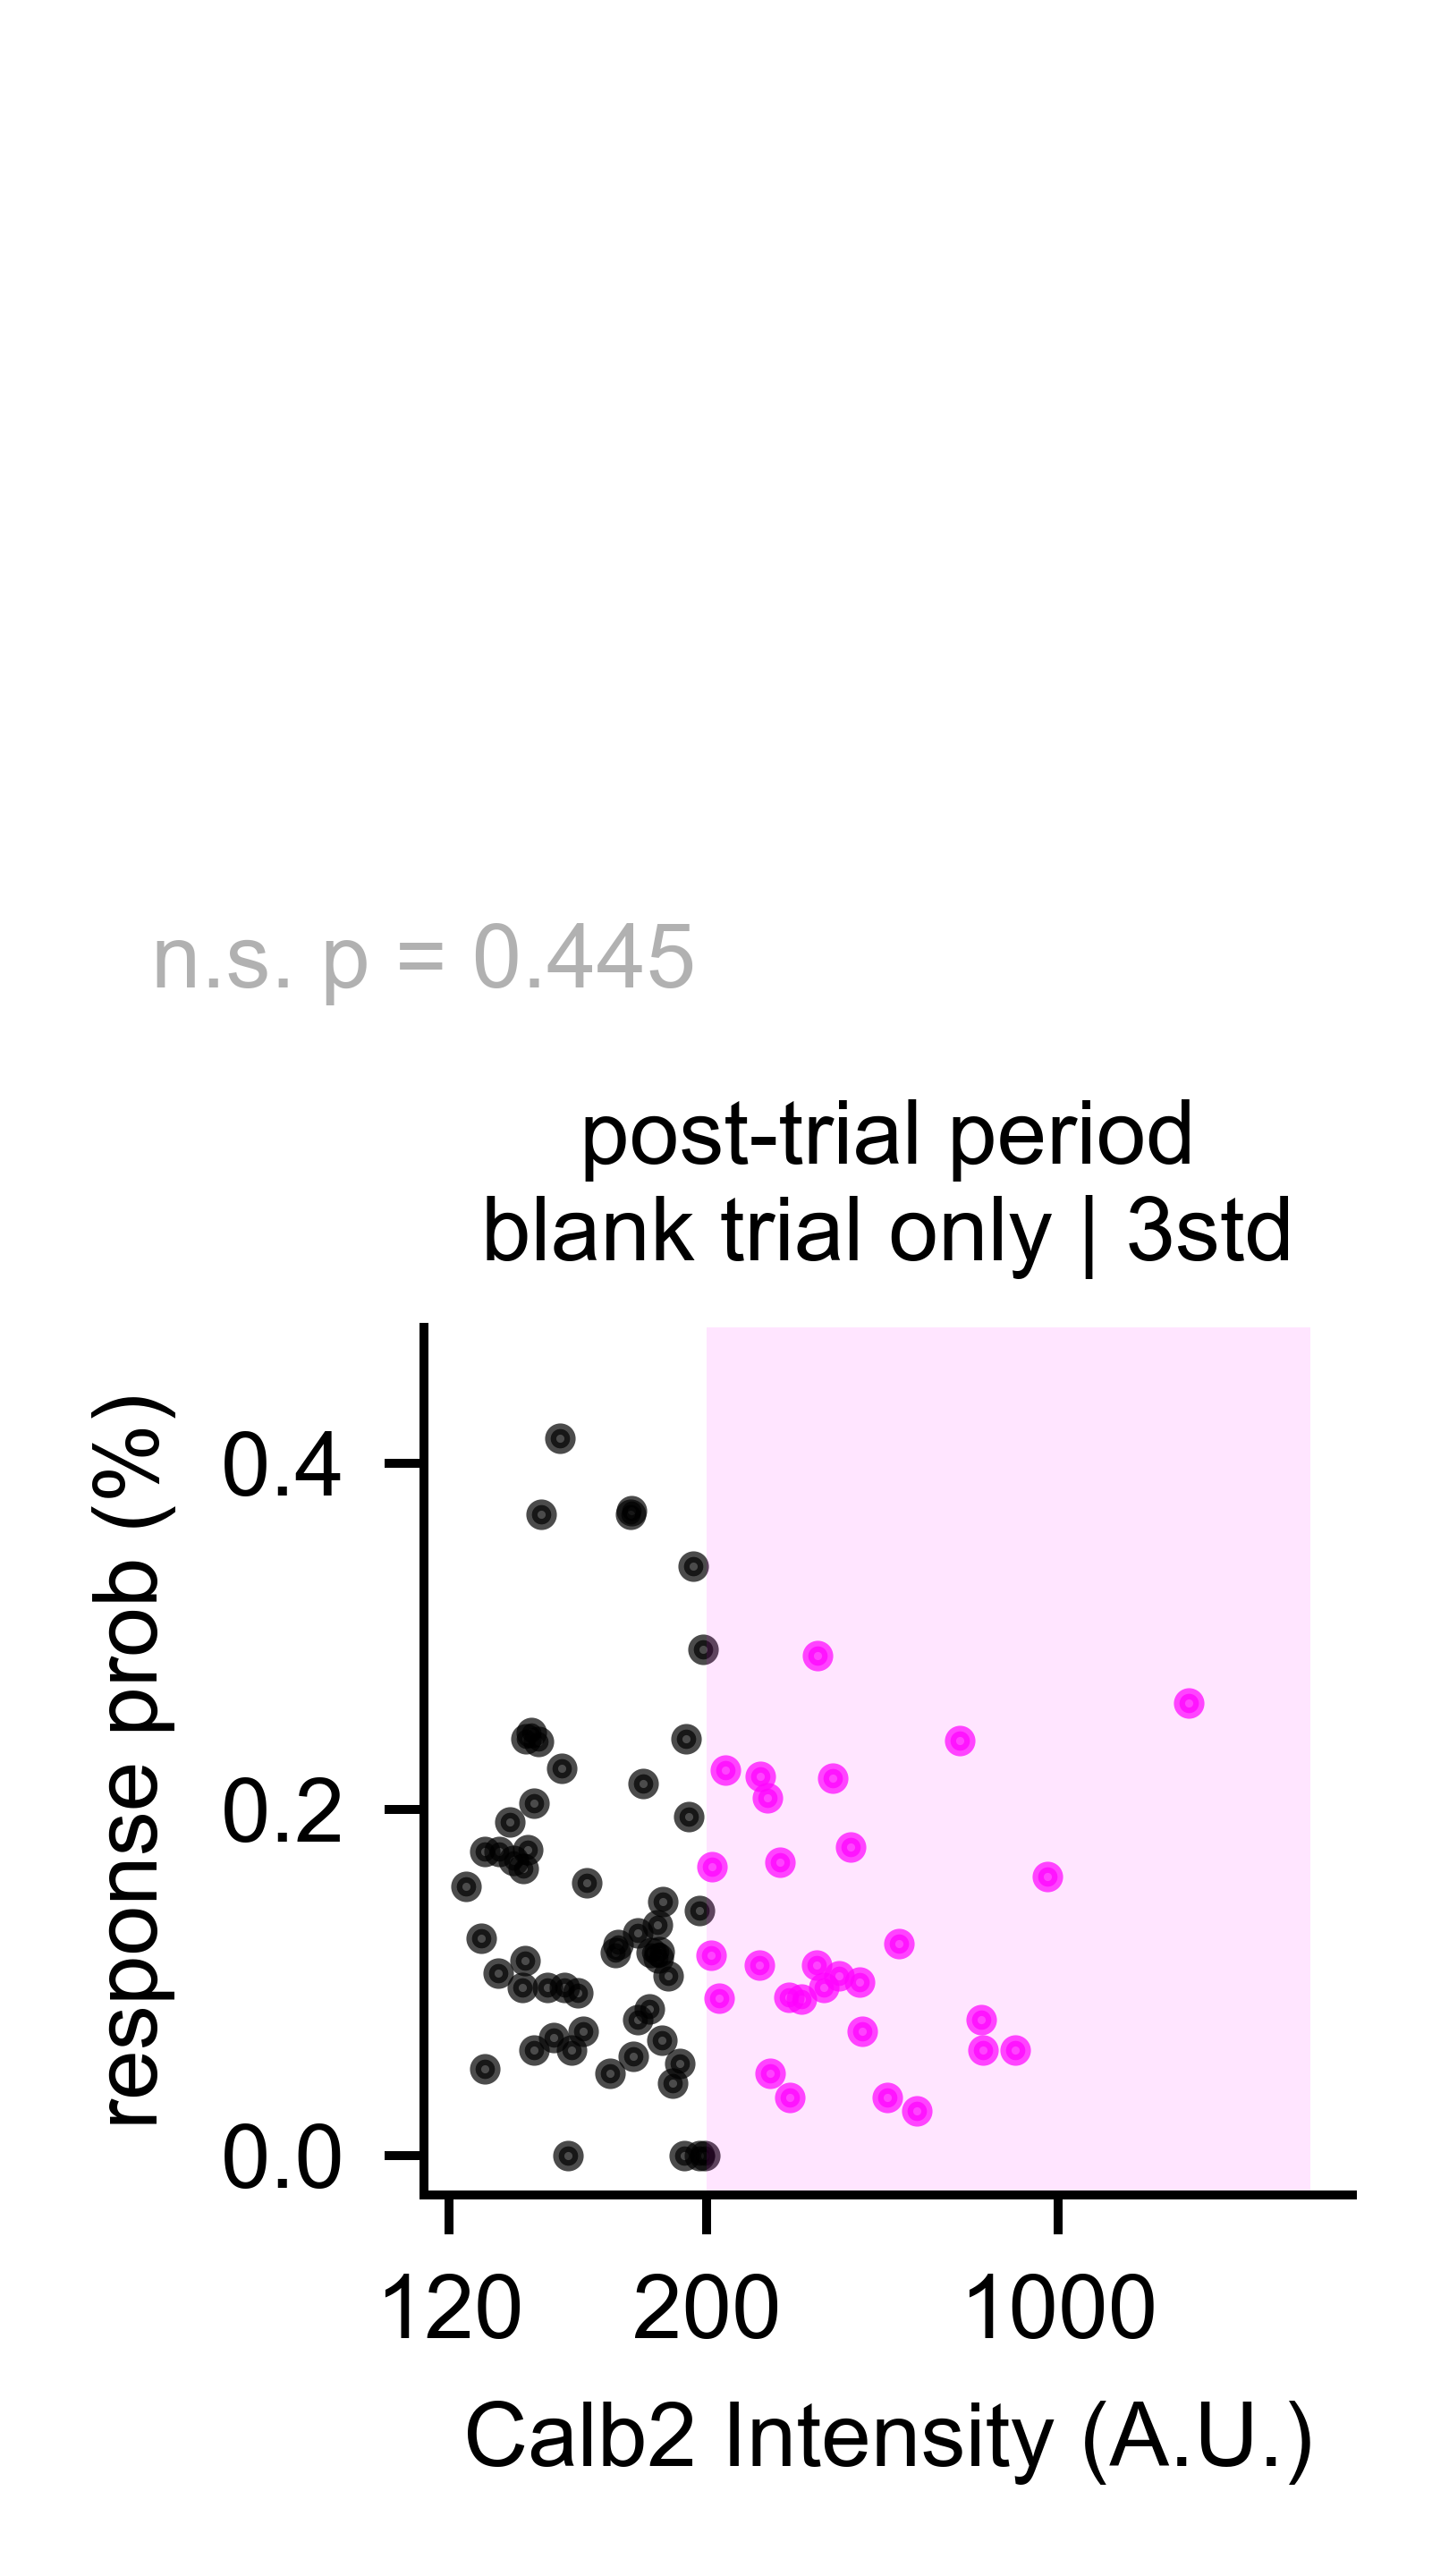 n.s. p = 0.445
post-trial period
blank trial only | 3std
response prob (%)
0.4
0.2
0.0
120 200 1000
Calb2 Intensity (A.U.)